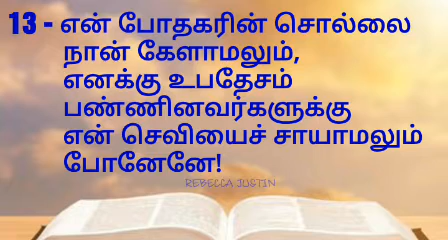 13 - என் போதகரின் சொல்லை
நான் கேளாமலும்,
எனக்கு உபதேசம்
பண்ணினவர்களுக்கு
என் செவியைச் சாயாமலும்
போனேனே!
REBECCA JUSTIN